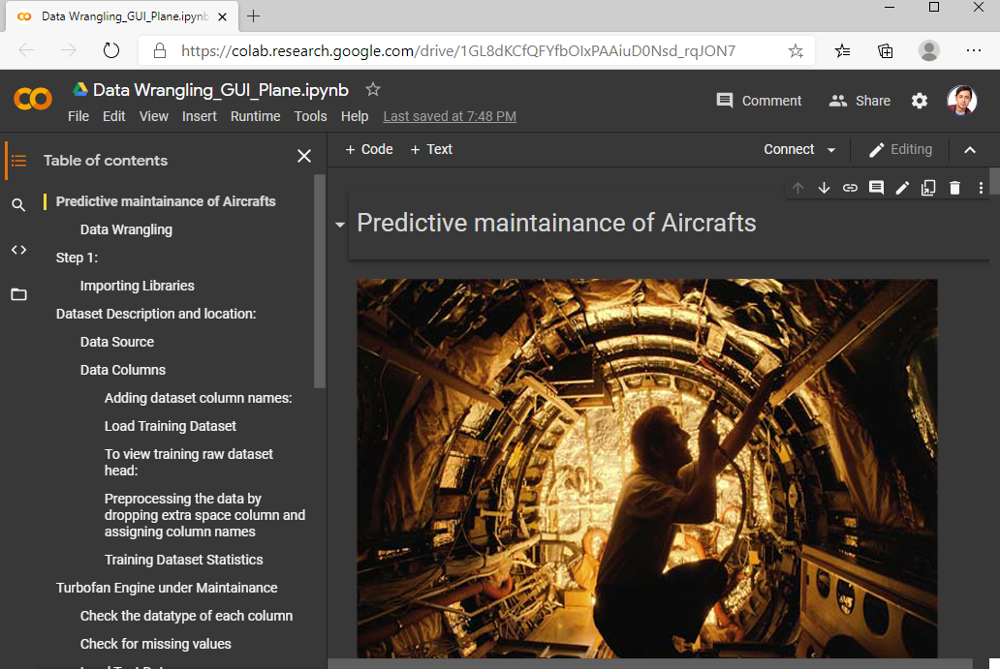 Data Wrangling_GUI_Plane.ipynb
https://colab.research.google.com/drive/1GL8dKCfQFYfbOIxPAAiuD0Nsd_rqJON7
Data Wrangling_GUI_Plane.ipynb
Comment
Share
File Edit View Insert Runtime Tools Help Last saved at 7:48 PM
+ Code + Text
Connect
Editing
Table of contents
Predictive maintainance of Aircrafts
Data Wrangling
Step 1:
Importing Libraries
Dataset Description and location:
Data Source
Data Columns
Adding dataset column names:
Load Training Dataset
To view training raw dataset
head:
Preprocessing the data by
dropping extra space column and
assigning column names
Training Dataset Statistics
Turbofan Engine under Maintainance
Check the datatype of each column
Check for missing values
Predictive maintainance of Aircrafts